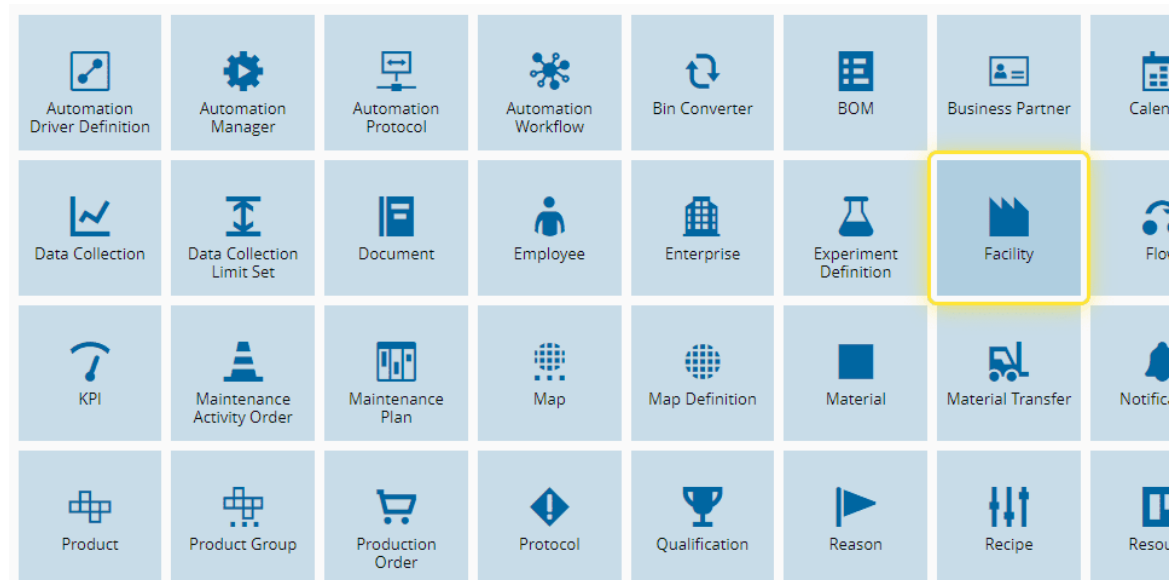 Automation
Driver Definition
Automation
Manager
Automation
Protocol
Automation
Workflow
Bin Converter
BOM
Business Partner
Data Collection
Data Collection
Limit Set
Document
Employee
Enterprise
Experiment
Definition
Facility
KPI
Maintenance
Activity Order
Maintenance
Plan
Map
Map Definition
Material
Material Transfer
Product
Product Group
Production
Order
Protocol
Qualification
Reason
Recipe